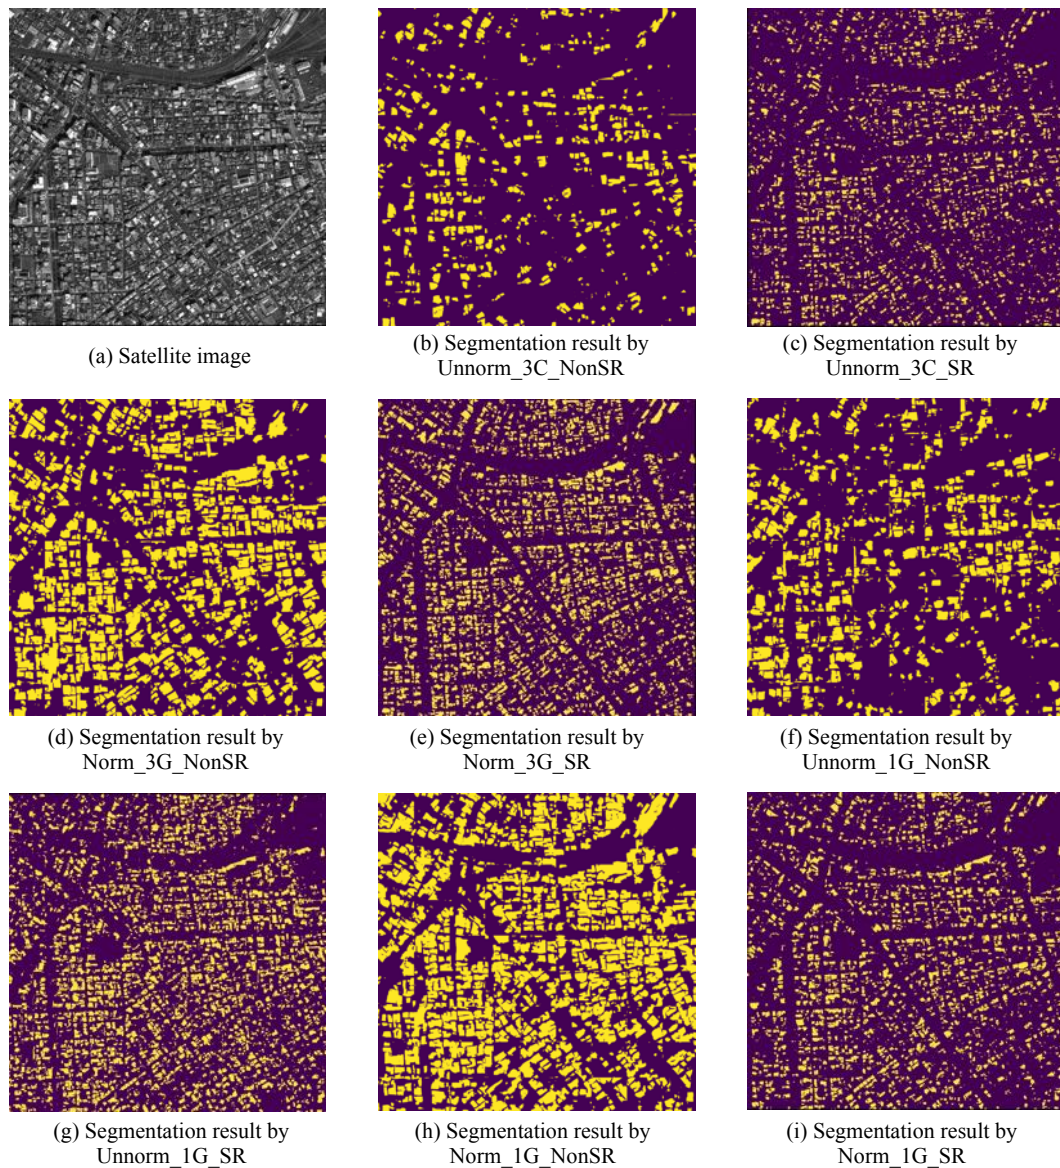 (a) Satellite image
(b) Segmentation result by
Unnorm_3C_NonSR
(c) Segmentation result by
Unnorm_3C_SR
(d) Segmentation result by
Norm_3G_NonSR
(e) Segmentation result by
Norm_3G_SR
(f) Segmentation result by
Unnorm_1G_NonSR
(g) Segmentation result by
Unnorm_1G_SR
(h) Segmentation result by
Norm_1G_NonSR
(i) Segmentation result by
Norm_1G_SR